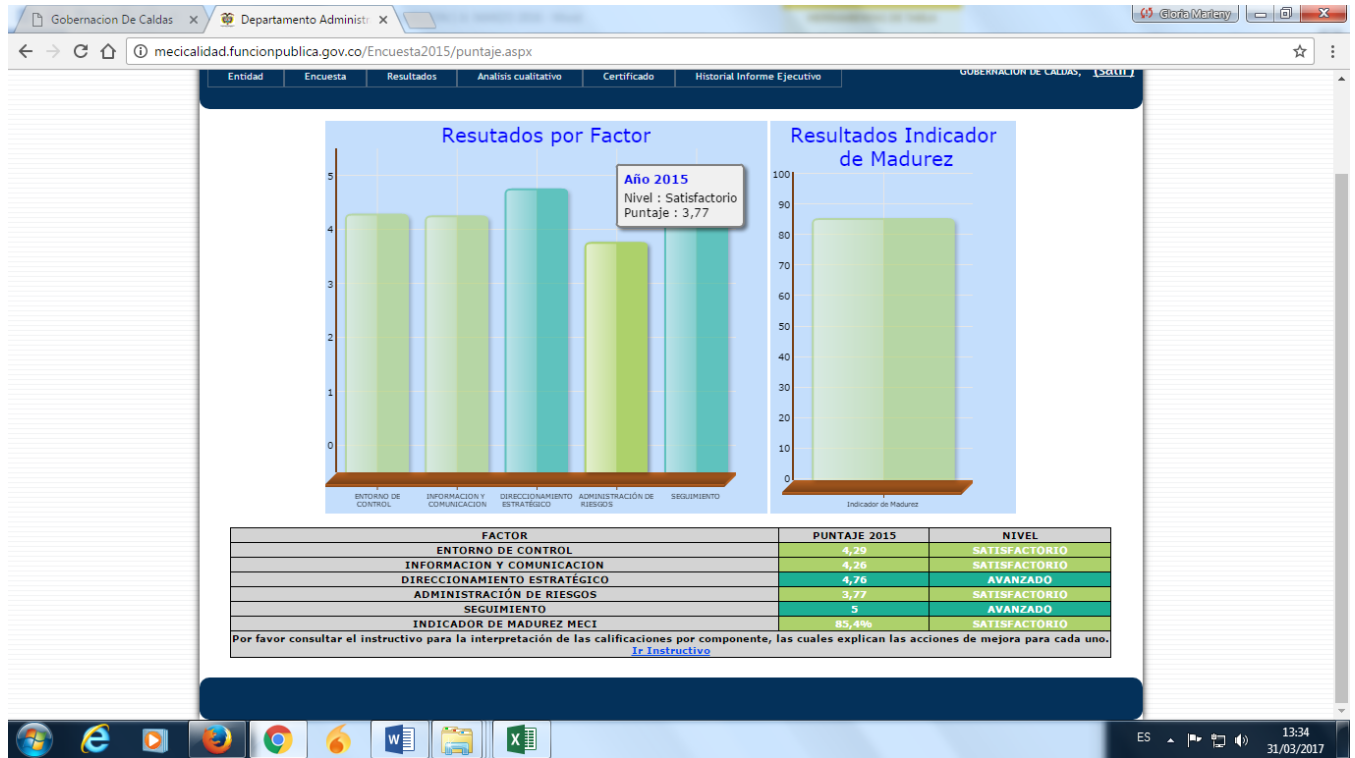 Gobernacion De Caldas
Departamento Administr
Gloria Marleny
mecicalidad.funcionpublica.gov.co/Encuesta2015/puntaje.aspx
Entidad Encuesta Resultados Analisis cualitativo Certificado Historial Informe Ejecutivo
GOBERNACION DE CALDAS, (Salir)
Resutados por Factor
5
4
3
2
1
0
Año 2015
Nivel : Satisfactorio
Puntaje : 3,77
ENTORNO DE CONTROL
INFORMACION Y COMUNICACION
DIRECCIONAMIENTO ESTRATÉGICO
ADMINISTRACIÓN DE RIESGOS
SEGUIMIENTO
Resultados Indicador
de Madurez
100
90
80
70
60
50
40
30
20
10
0
Indicador de Madurez
FACTOR PUNTAJE 2015 NIVEL
ENTORNO DE CONTROL 4,29 SATISFACTORIO
INFORMACION Y COMUNICACION 4,26 SATISFACTORIO
DIRECCIONAMIENTO ESTRATÉGICO 4,76 AVANZADO
ADMINISTRACIÓN DE RIESGOS 3,77 SATISFACTORIO
SEGUIMIENTO 5 AVANZADO
INDICADOR DE MADUREZ MECI 85,4% SATISFACTORIO
Por favor consultar el instructivo para la interpretación de las calificaciones por componente, las cuales explican las acciones de mejora para cada uno.
Ir Instructivo
ES
13:34
31/03/2017